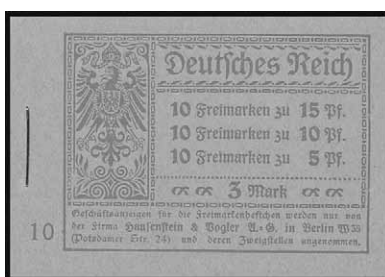 Deutsches Reich
10 Freimarken zu 15 Pf.
10 Freimarken zu 10 Pf.
10 Freimarken zu 5 Pf.
3 Mark
Geschäftsanzeigen für die Freimarkenheftchen werden nur von
der Firma Haasenstein & Vogler A.-G. in Berlin W 35
(Potsdamer Str. 24) und deren Zweigstellen angenommen.
10